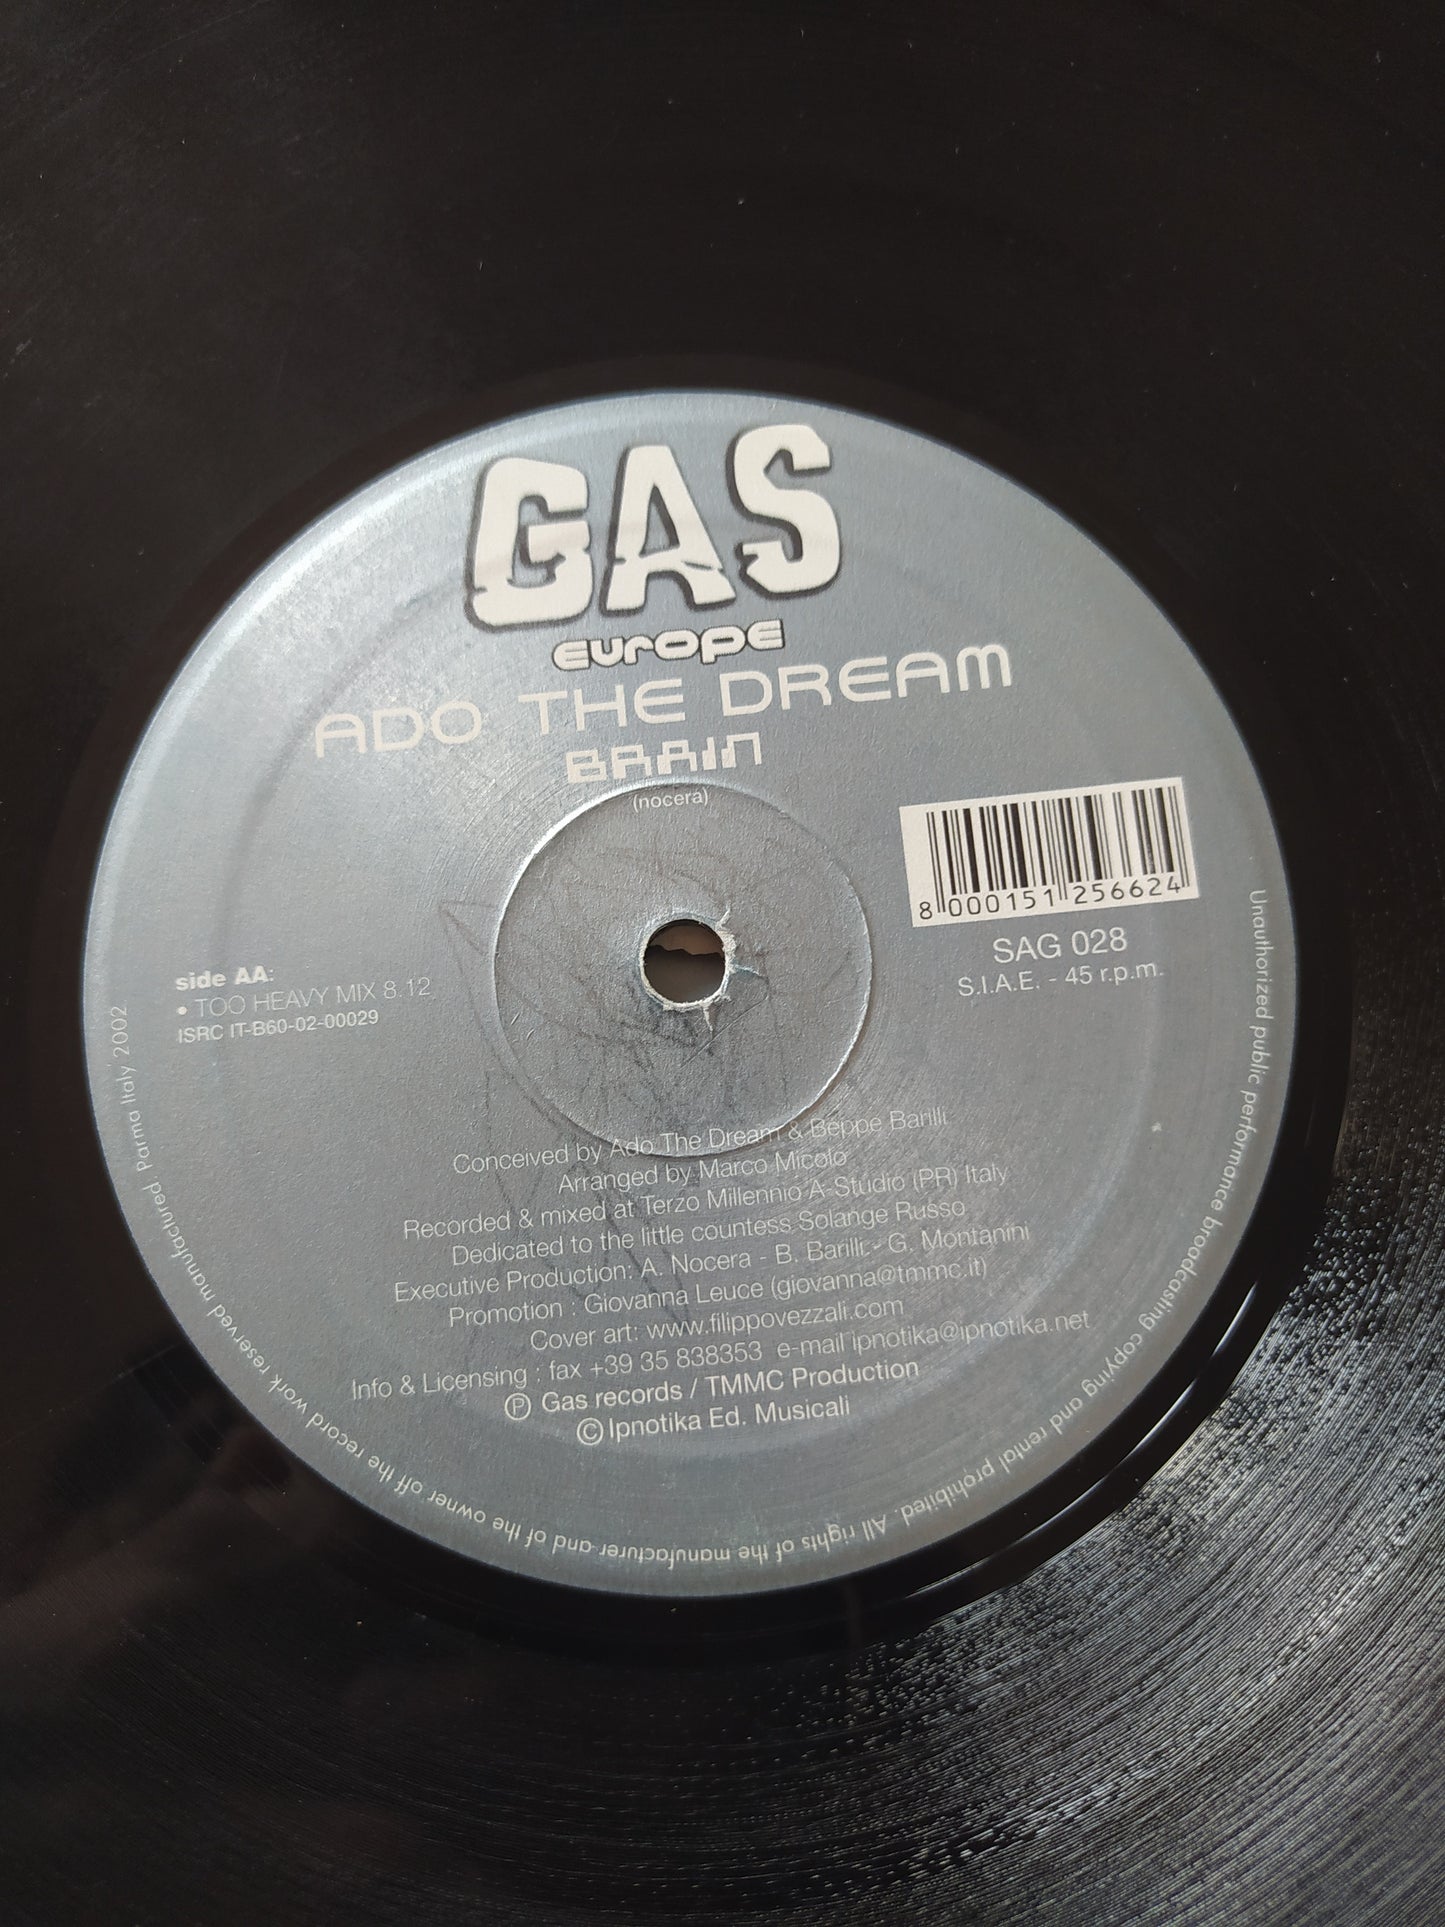 GAS
europe
ADO THE DREAM
BRAIN
(nocera)
8 000151 256624
SAG 028
S.I.A.E. - 45 r.p.m.
side AA:
• TOO HEAVY MIX 8.12
ISRC IT-B60-02-00029
Conceived by Ado The Dream & Beppe Barilli
Arranged by Marco Micolo
Recorded & mixed at Terzo Millennio A-Studio (PR) Italy
Dedicated to the little countess Solange Russo
Executive Production: A. Nocera - B. Barilli - G. Montanini
Promotion : Giovanna Leuce (giovanna@tmmc.it)
Cover art: www.filippovezzali.com
Info & Licensing : fax +39 35 838353 e-mail ipnotika@ipnotika.net
Ⓟ Gas records / TMMC Production
© Ipnotika Ed. Musicali
Unauthorized public performance broadcasting copying and rental prohibited. All rights of the manufacturer and of the owner off the record work reserved manufactured Parma Italy 2002